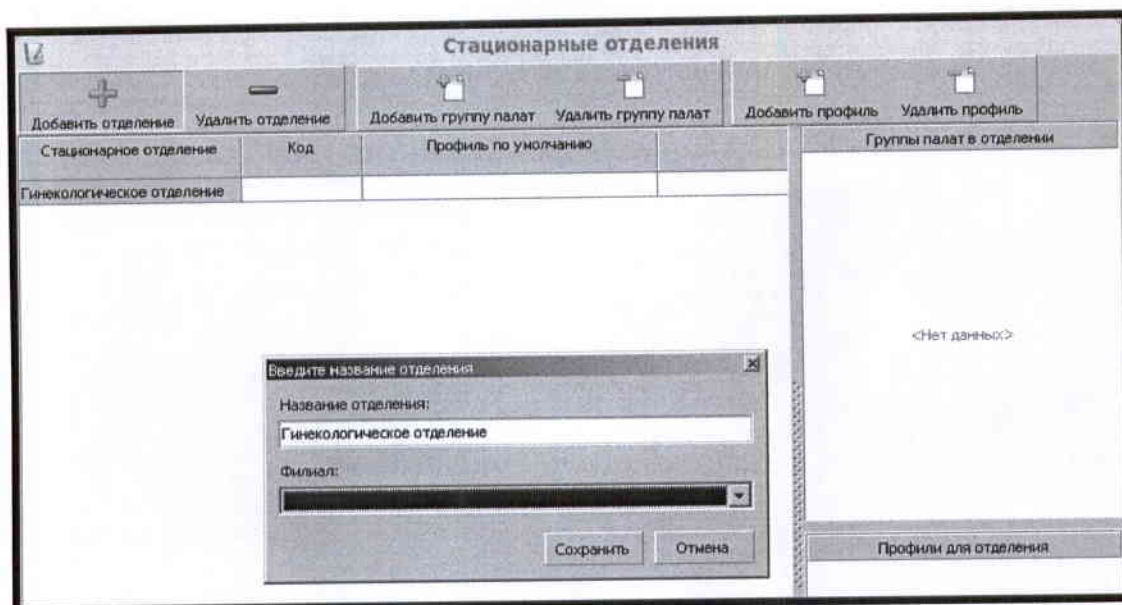 Стационарные отделения
Добавить отделение Удалить отделение Добавить группу палат Удалить группу палат Добавить профиль Удалить профиль
Стационарное отделение Код Профиль по умолчанию Группы палат в отделении
Гинекологическое отделение
<Нет данных>
Введите название отделения
Название отделения:
Гинекологическое отделение
Филиал:
Сохранить Отмена
Профили для отделения